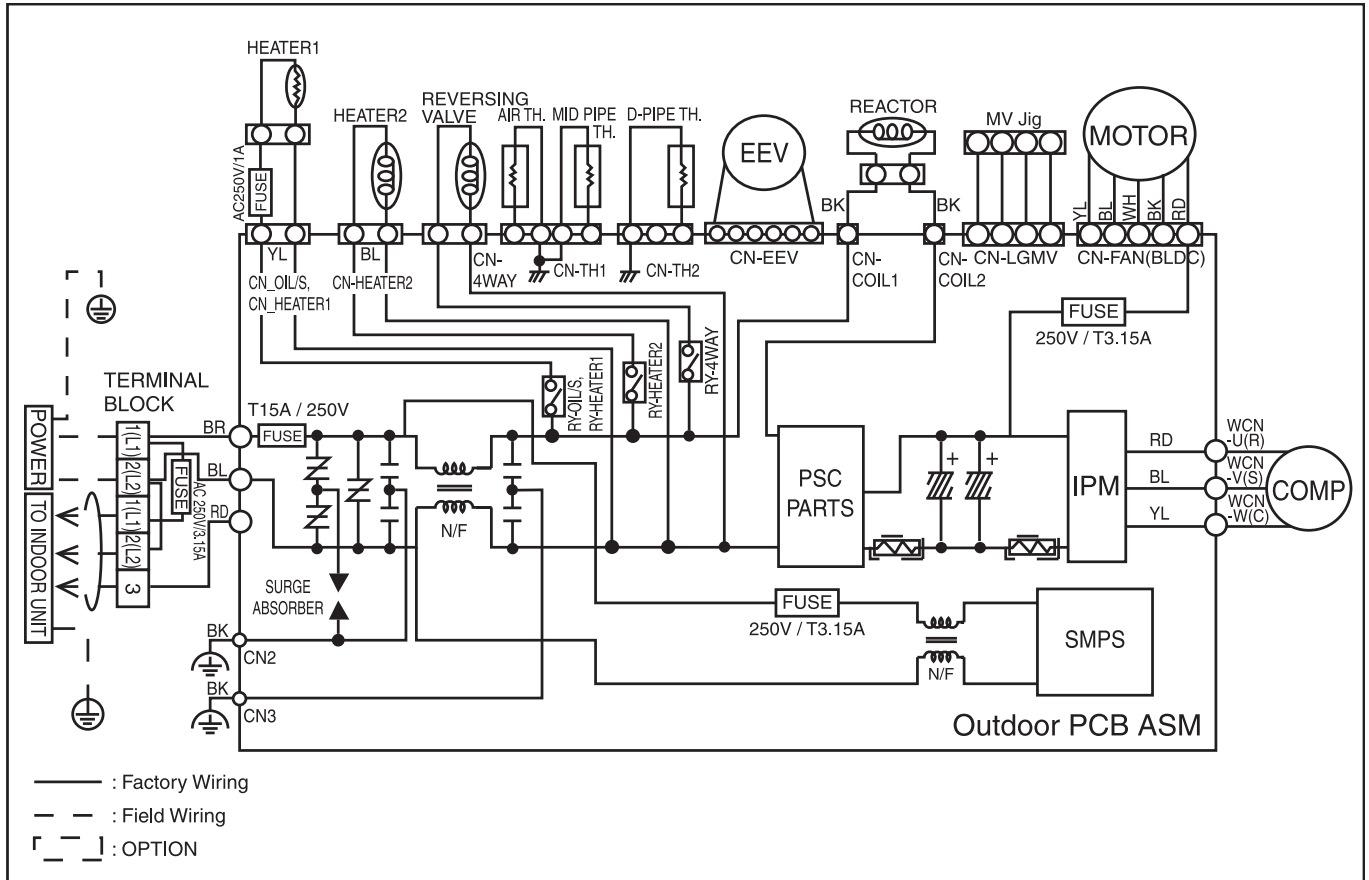 HEATER1
AC250V/1A
FUSE
HEATER2
REVERSING
VALVE
AIR TH.
MID PIPE
TH.
D-PIPE TH.
EEV
REACTOR
MV Jig
MOTOR
BK
BK
YL
BL
WH
BK
RD
YL
BL
CN_OIL/S,
CN_HEATER1
CN-HEATER2
CN-
4WAY
CN-TH1
CN-TH2
CN-EEV
CN-
COIL1
CN-
COIL2
CN-LGMV
CN-FAN(BLDC)
FUSE
250V / T3.15A
RY-OIL/S,
RY-HEATER1
RY-HEATER2
RY-4WAY
TERMINAL
BLOCK
POWER
TO INDOOR UNIT
1(L1)
2(L2)
1(L1)
2(L2)
3
FUSE
AC 250V/3.15A
BR
BL
RD
T15A / 250V
FUSE
N/F
SURGE
ABSORBER
BK
CN2
BK
CN3
PSC
PARTS
IPM
RD
BL
YL
WCN
-U(R)
WCN
-V(S)
WCN
-W(C)
COMP
FUSE
250V / T3.15A
N/F
SMPS
Outdoor PCB ASM
: Factory Wiring
: Field Wiring
: OPTION